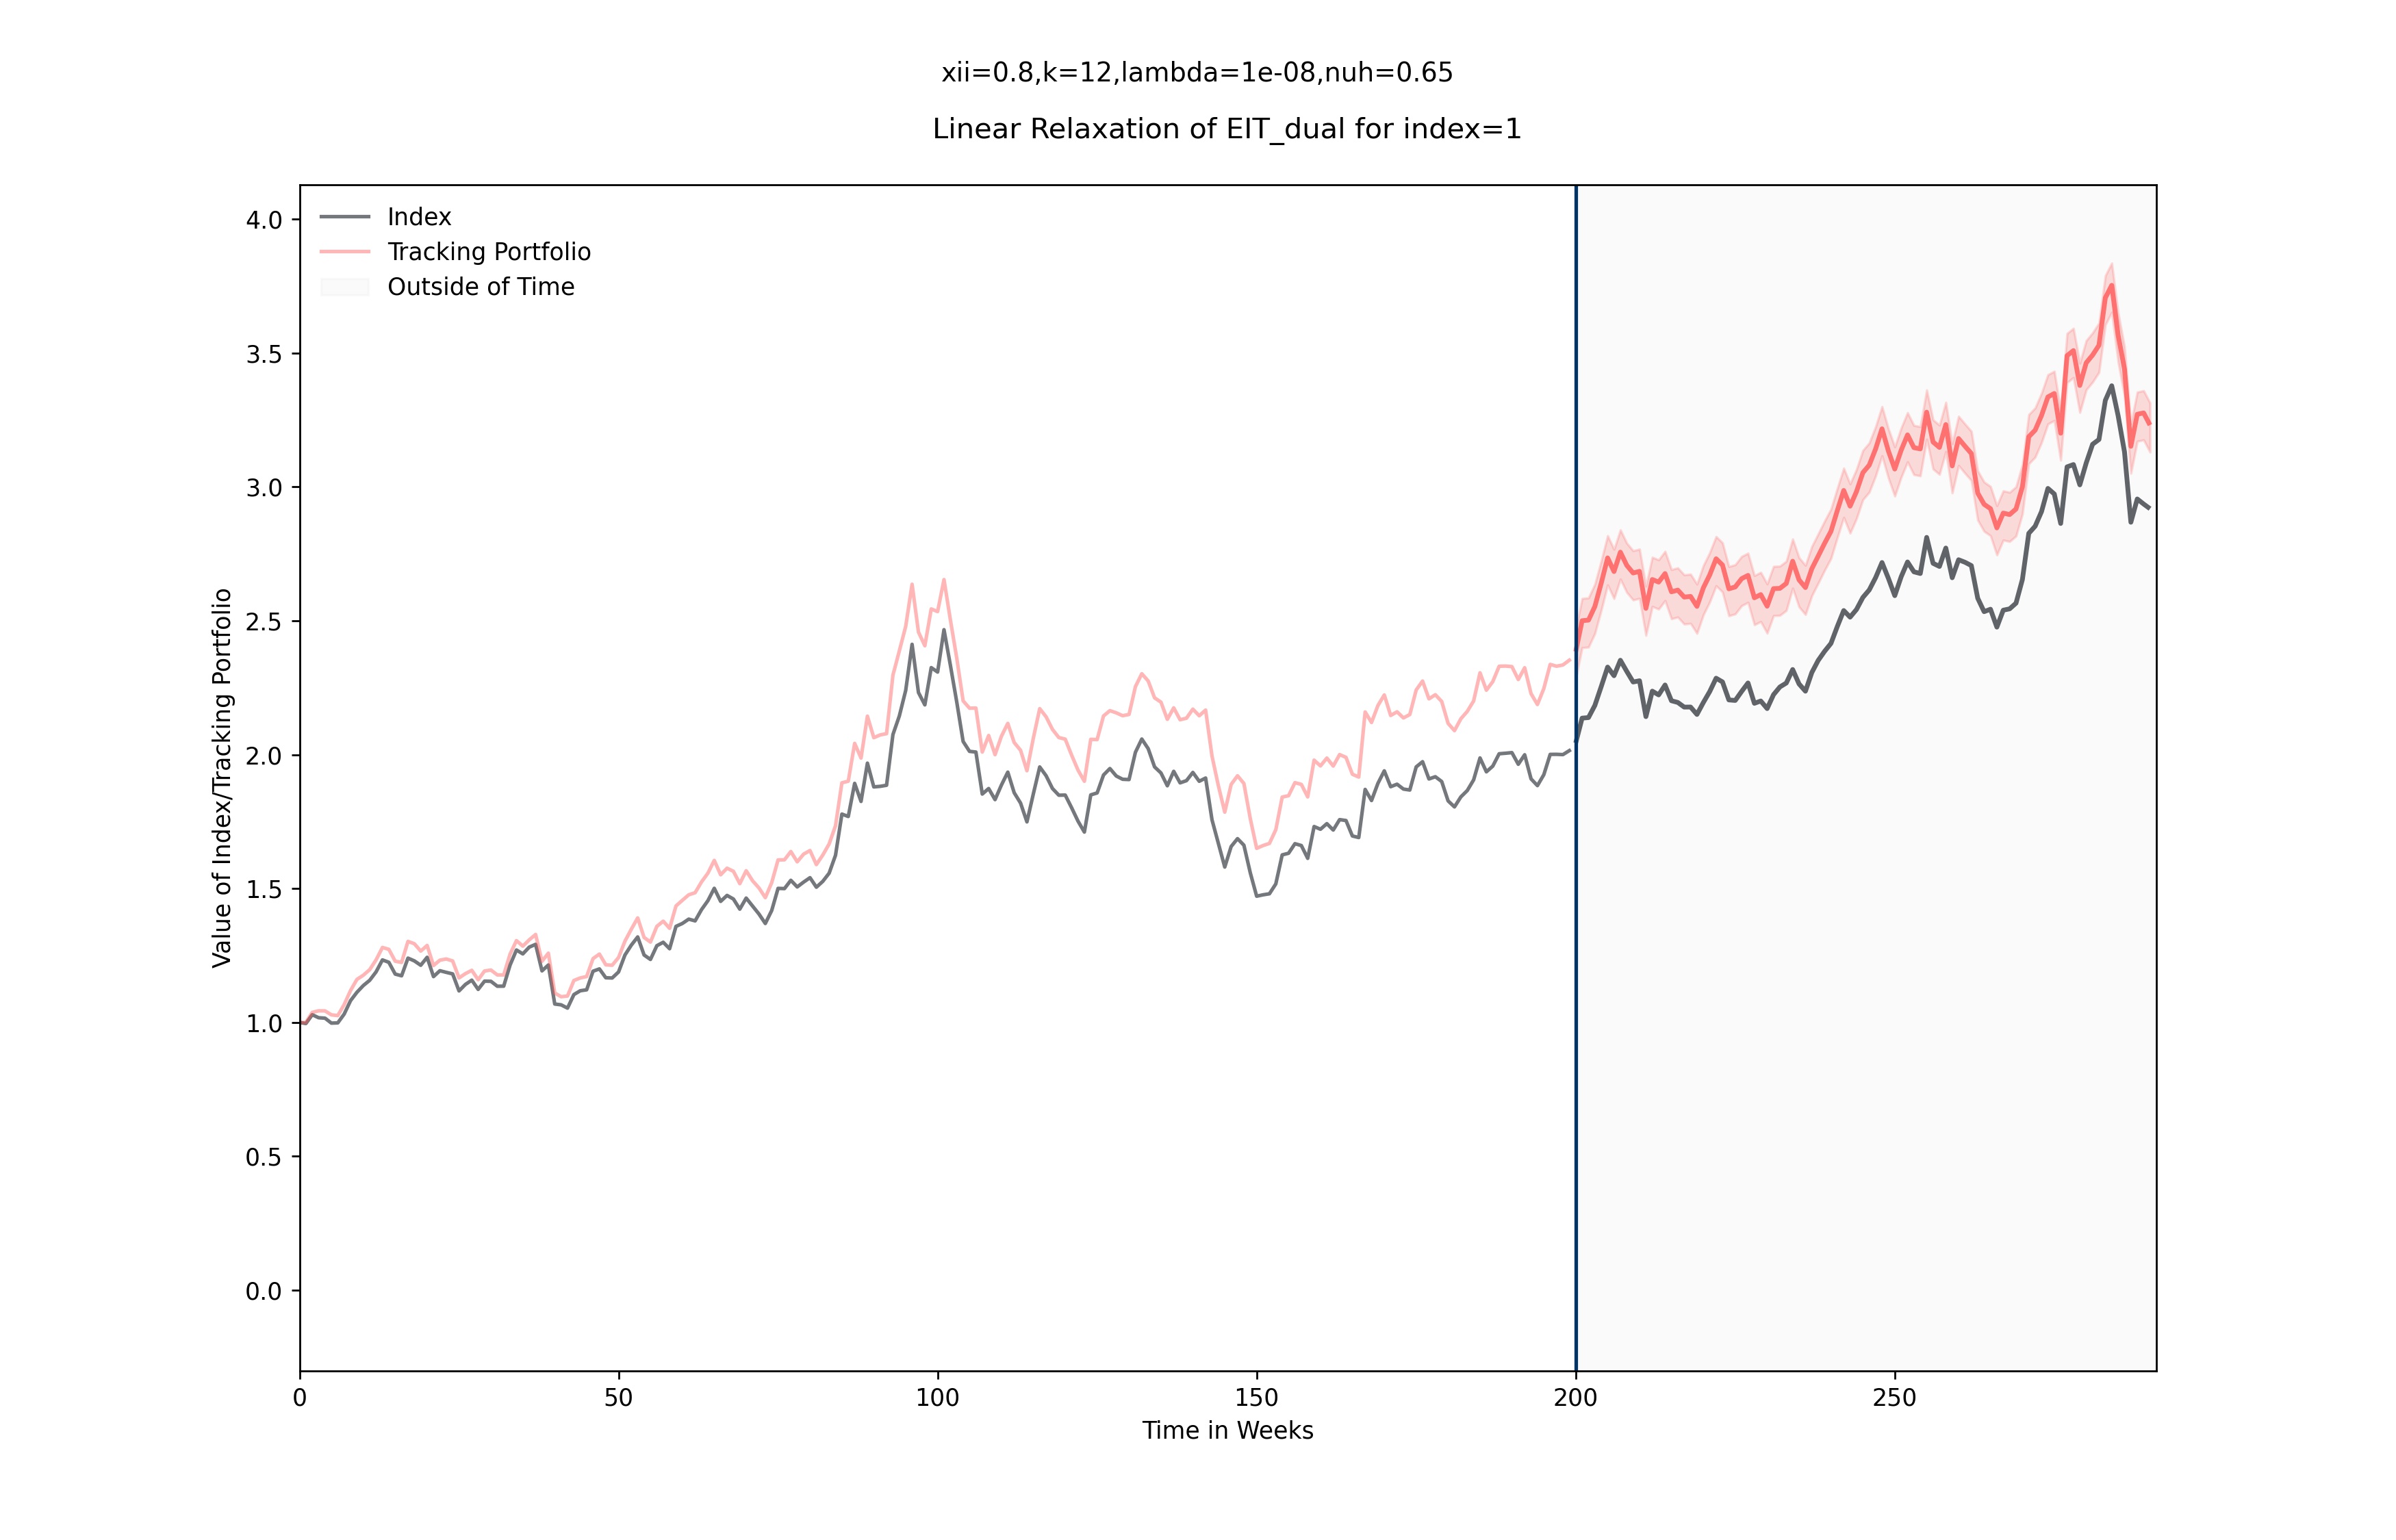 xii=0.8,k=12,lambda=1e-08,nuh=0.65
Linear Relaxation of EIT_dual for index=1
Index
Tracking Portfolio
Outside of Time
Value of Index/Tracking Portfolio
4.0
3.5
3.0
2.5
2.0
1.5
1.0
0.5
0.0
0 50 100 150 200 250
Time in Weeks